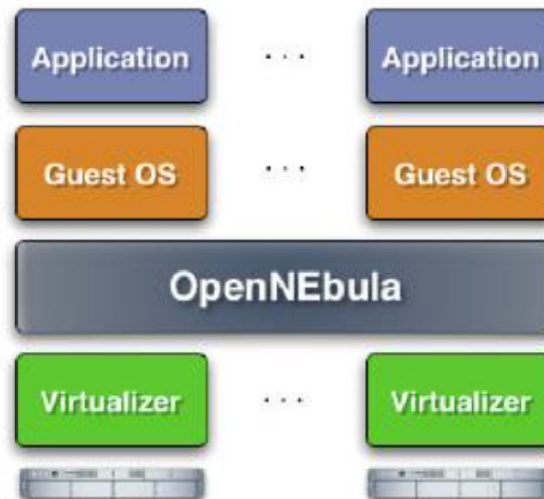 Application ... Application
Guest OS ... Guest OS
OpenNEbula
Virtualizer ... Virtualizer